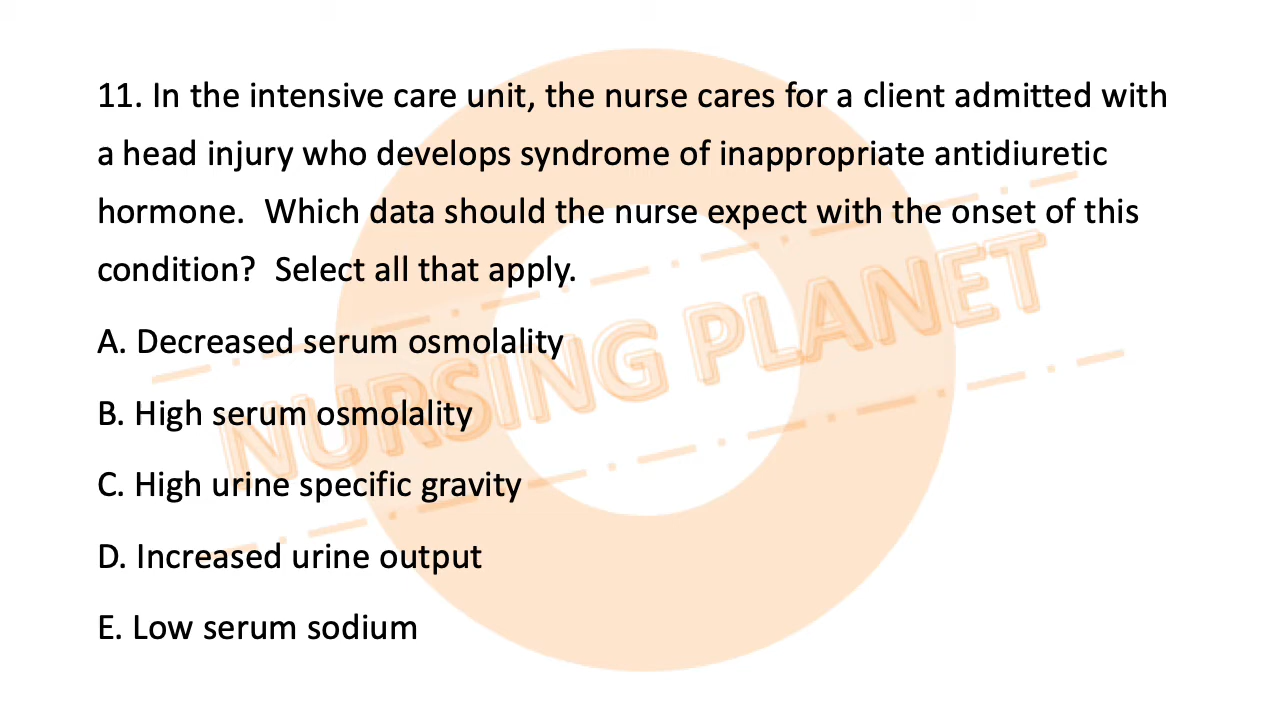 11. In the intensive care unit, the nurse cares for a client admitted with
a head injury who develops syndrome of inappropriate antidiuretic
hormone.  Which data should the nurse expect with the onset of this
condition?  Select all that apply.
A. Decreased serum osmolality
B. High serum osmolality
C. High urine specific gravity
D. Increased urine output
E. Low serum sodium
NURSING PLANET